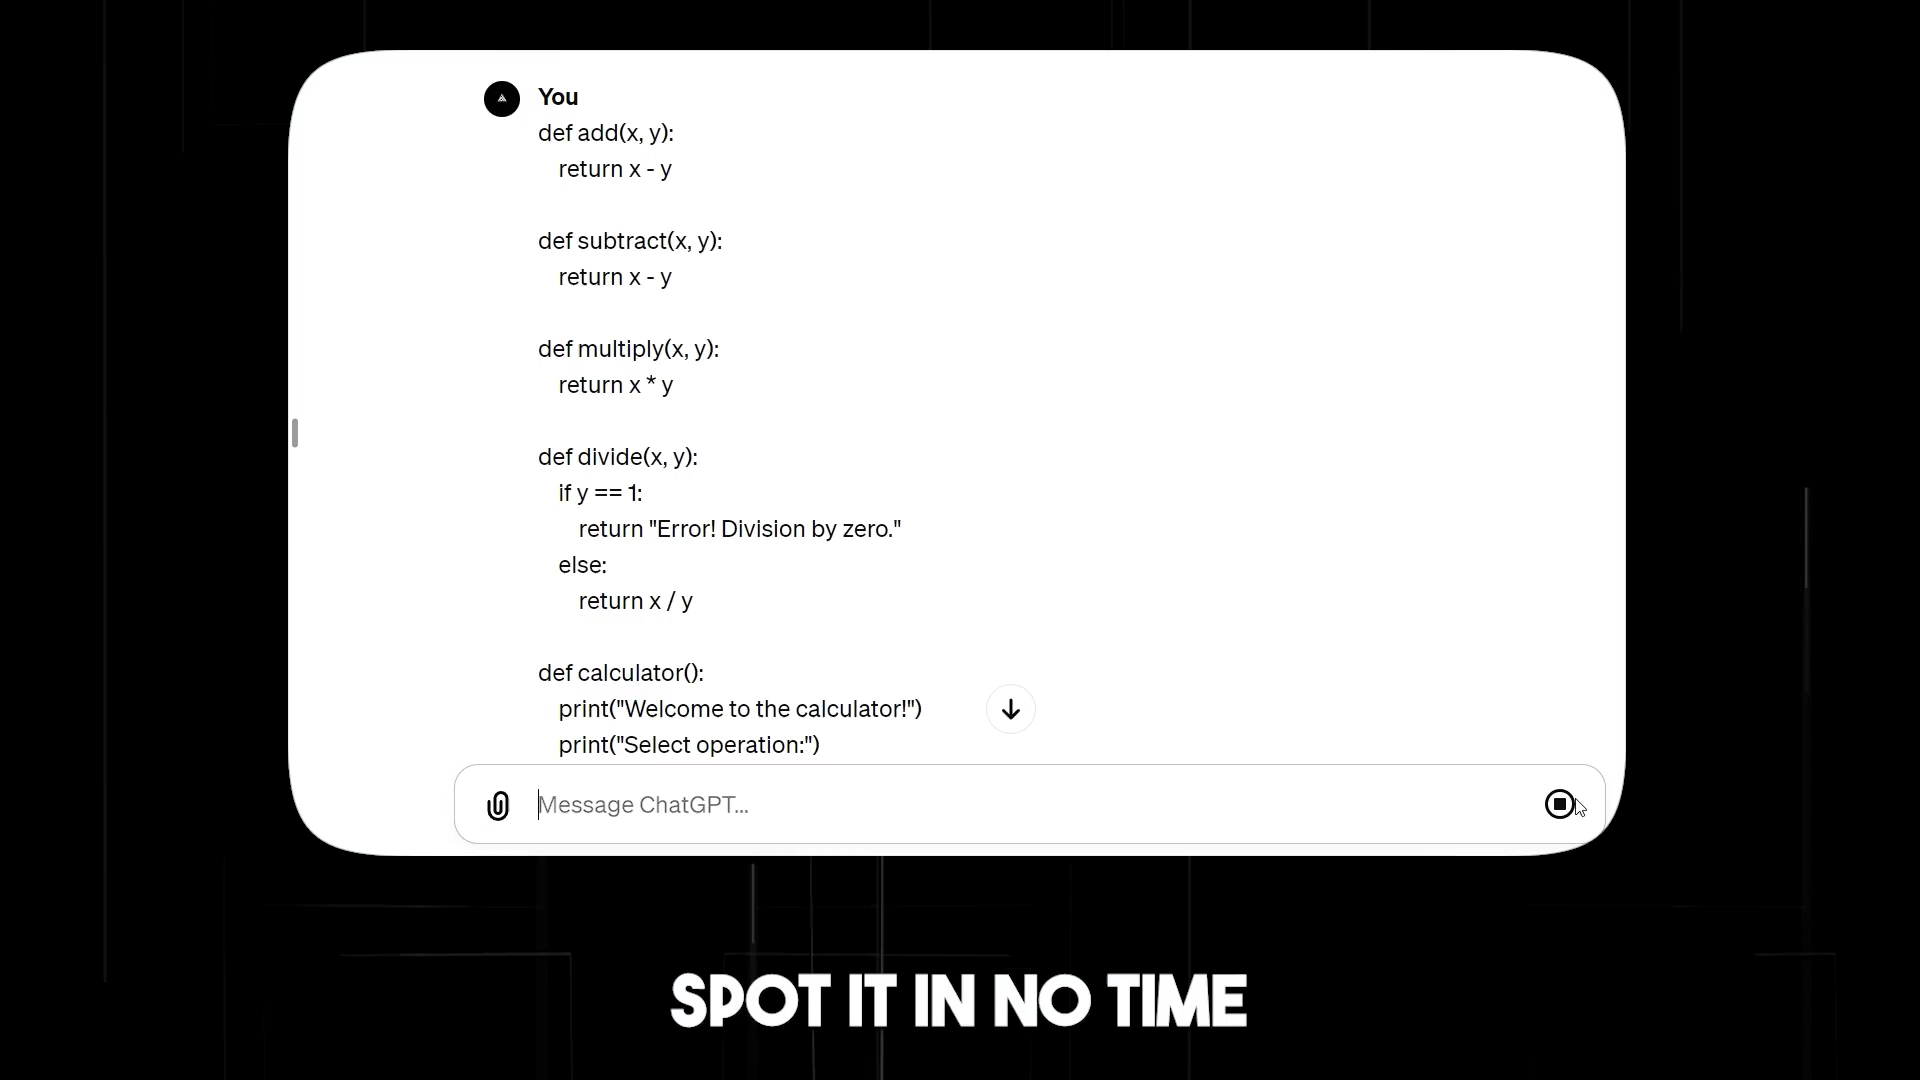 You
def add(x, y):
    return x - y
def subtract(x, y):
    return x - y
def multiply(x, y):
    return x * y
def divide(x, y):
    if y == 1:
        return "Error! Division by zero."
    else:
        return x / y
def calculator():
    print("Welcome to the calculator!")
    print("Select operation:")
Message ChatGPT...
SPOT IT IN NO TIME